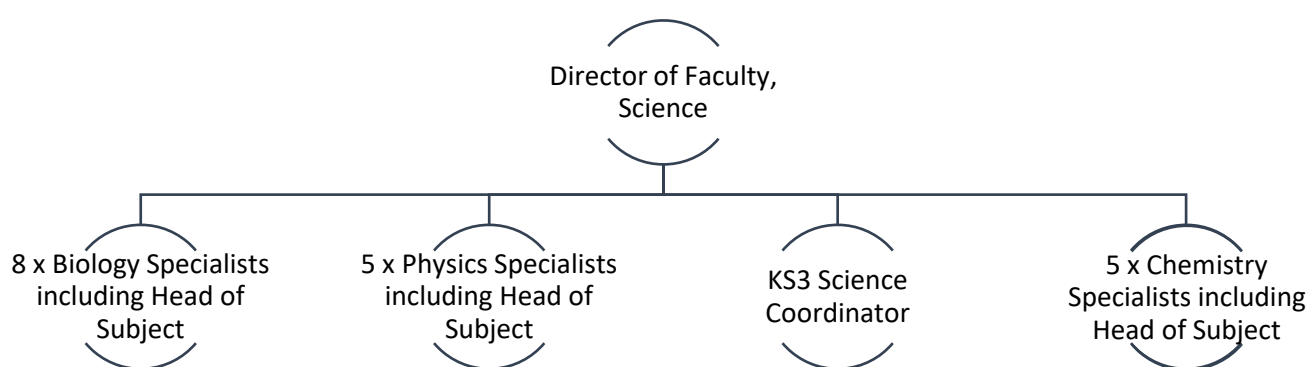 Director of Faculty,
Science
8 x Biology Specialists
including Head of
Subject
5 x Physics Specialists
including Head of
Subject
KS3 Science
Coordinator
5 x Chemistry
Specialists including
Head of Subject